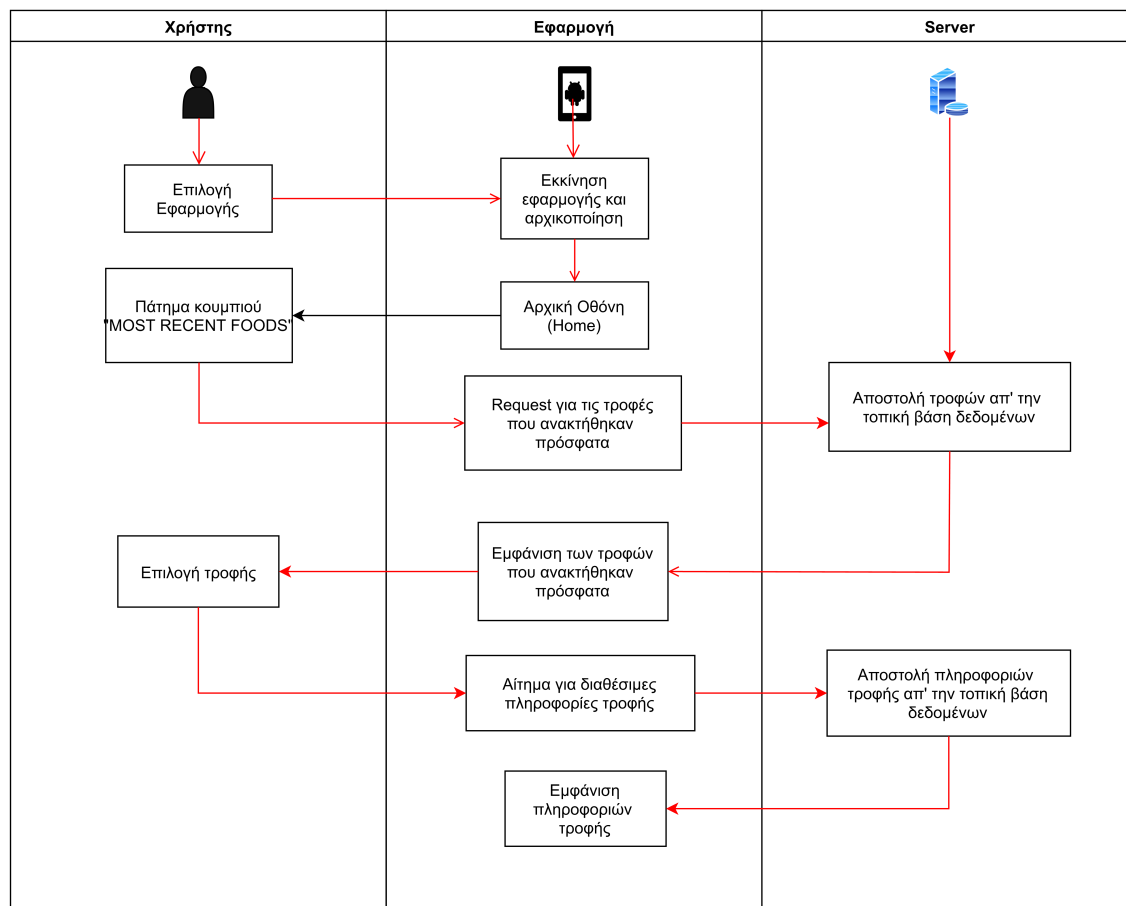 Χρήστης
Εφαρμογή
Server
Επιλογή
Εφαρμογής
Εκκίνηση
εφαρμογής και
αρχικοποίηση
Πάτημα κουμπιού
"MOST RECENT FOODS"
Αρχική Οθόνη
(Home)
Request για τις τροφές
που ανακτήθηκαν
πρόσφατα
Αποστολή τροφών απ' την
τοπική βάση δεδομένων
Επιλογή τροφής
Εμφάνιση των τροφών
που ανακτήθηκαν
πρόσφατα
Αίτημα για διαθέσιμες
πληροφορίες τροφής
Αποστολή πληροφοριών
τροφής απ' την τοπική βάση
δεδομένων
Εμφάνιση
πληροφοριών
τροφής